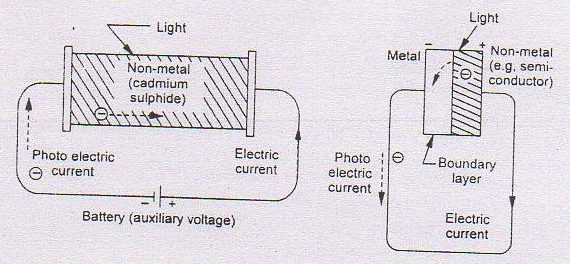 Light
Non-metal
(cadmium
sulphide)
Photo electric
current
Electric
current
- +
Battery (auxiliary voltage)
Light
Metal
- +
Non-metal
(e.g, semi-
conductor)
Photo
electric
current
Boundary
layer
Electric
current